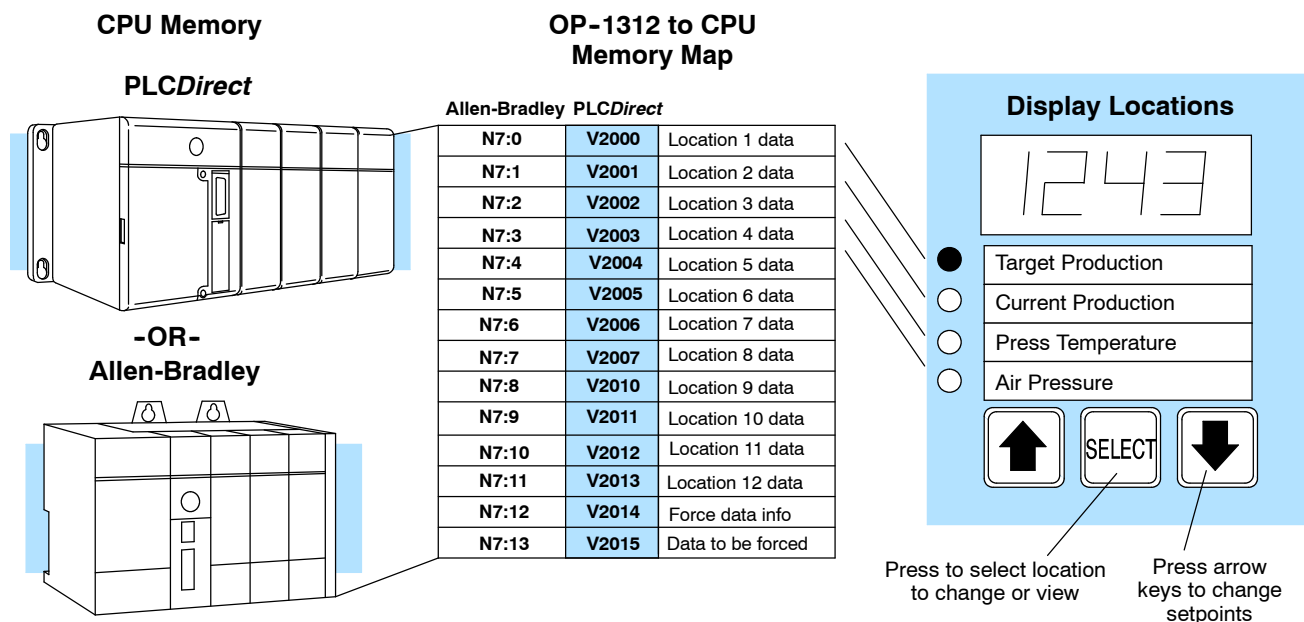 CPU Memory
PLCDirect
-OR-
Allen-Bradley
OP-1312 to CPU
Memory Map
Allen-Bradley PLCDirect
N7:0 V2000 Location 1 data
N7:1 V2001 Location 2 data
N7:2 V2002 Location 3 data
N7:3 V2003 Location 4 data
N7:4 V2004 Location 5 data
N7:5 V2005 Location 6 data
N7:6 V2006 Location 7 data
N7:7 V2007 Location 8 data
N7:8 V2010 Location 9 data
N7:9 V2011 Location 10 data
N7:10 V2012 Location 11 data
N7:11 V2013 Location 12 data
N7:12 V2014 Force data info
N7:13 V2015 Data to be forced
Display Locations
1243
Target Production
Current Production
Press Temperature
Air Pressure
SELECT
Press to select location
to change or view
Press arrow
keys to change
setpoints